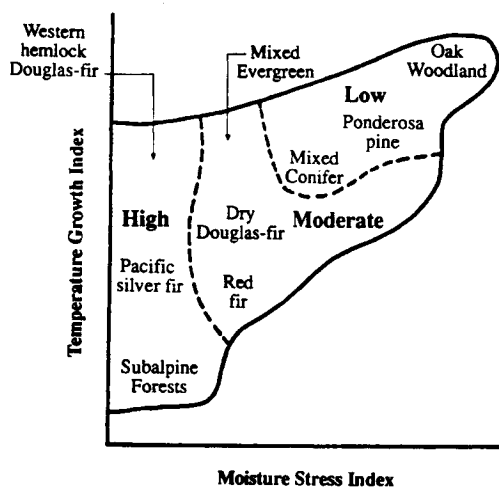 Western
hemlock
Douglas-fir
Mixed
Evergreen
Oak
Woodland
Low
Ponderosa
pine
Mixed
Conifer
High
Dry
Douglas-fir
Moderate
Pacific
silver fir
Red
fir
Subalpine
Forests
Temperature Growth Index
Moisture Stress Index